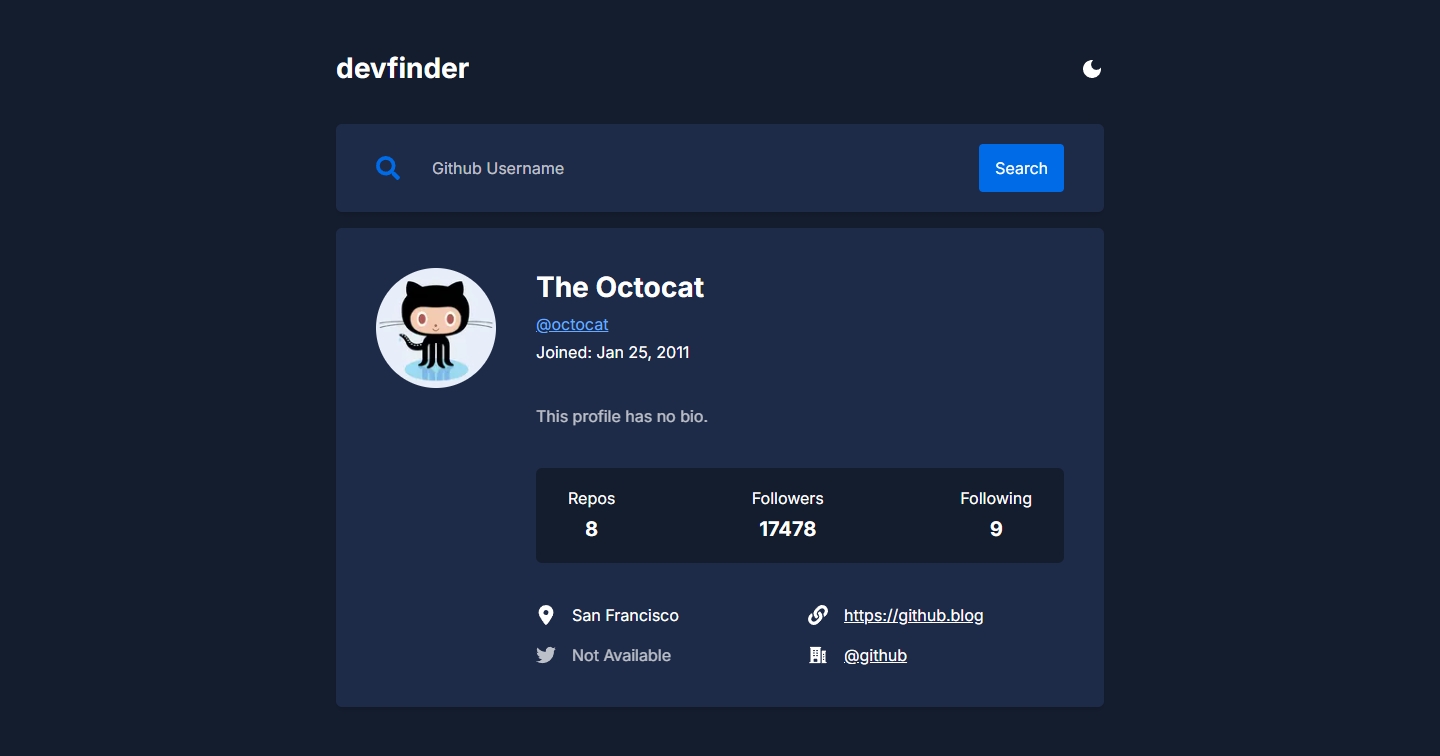 devfinder
Github Username
Search
The Octocat
@octocat
Joined: Jan 25, 2011
This profile has no bio.
Repos Followers Following
8 17478 9
San Francisco https://github.blog
Not Available @github